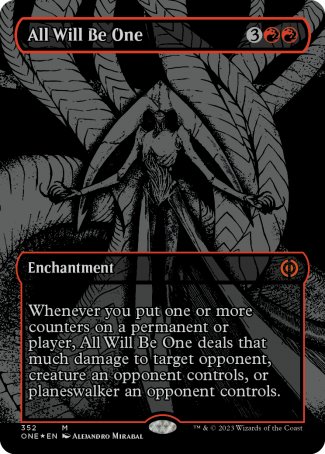 All Will Be One 3
Enchantment
Whenever you put one or more
counters on a permanent or
player, All Will Be One deals that
much damage to target opponent,
creature an opponent controls, or
planeswalker an opponent controls.
352 M
ONE★EN Alejandro Mirabal ™ & © 2023 Wizards of the Coast